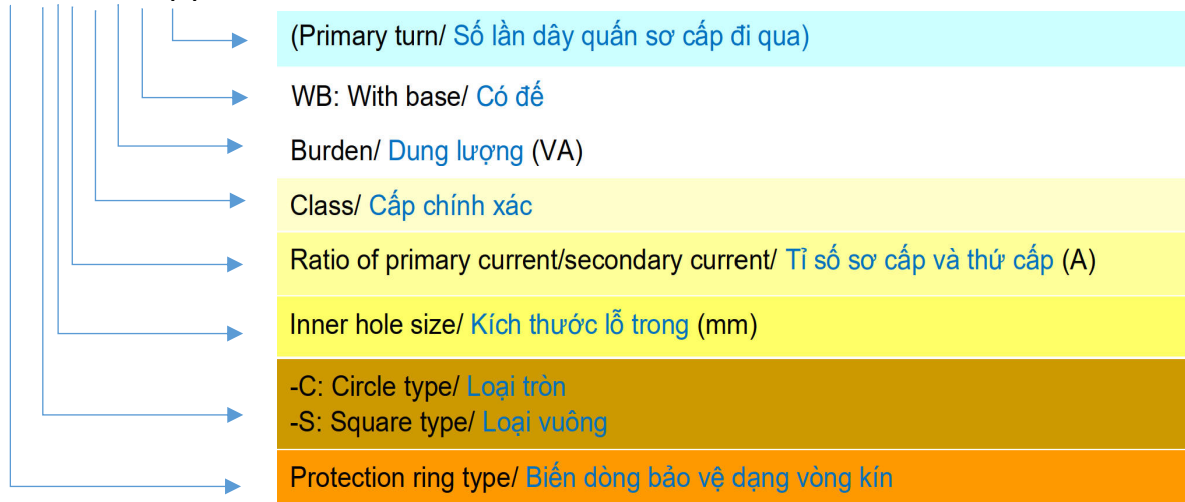 (Primary turn/ Số lần dây quấn sơ cấp đi qua)
WB: With base/ Có đế
Burden/ Dung lượng (VA)
Class/ Cấp chính xác
Ratio of primary current/secondary current/ Tỉ số sơ cấp và thứ cấp (A)
Inner hole size/ Kích thước lỗ trong (mm)
-C: Circle type/ Loại tròn
-S: Square type/ Loại vuông
Protection ring type/ Biến dòng bảo vệ dạng vòng kín